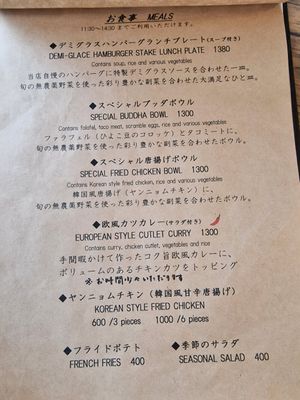 お食事 MEALS
11:30〜14:30 までご利用いただけます。
◆デミグラスハンバーグランチプレート(スープ付き)
DEMI-GLACE HAMBURGER STAKE LUNCH PLATE 1380
Contains soup, rice and various vegetables
当店自慢のハンバーグに特製デミグラスソースを合わせた一皿。
旬の無農薬野菜を使った彩り豊かな副菜を合わせた大満足なひと皿。
◆スペシャルブッダボウル
SPECIAL BUDDHA BOWL 1300
Contains falafel, taco meat, scramble eggs, rice and various vegetables
ファラフェル(ひよこ豆のコロッケ)とタコミートに、
旬の無農薬野菜を使った彩り豊かな副菜を合わせたボウル。
◆スペシャル唐揚げボウル
SPECIAL FRIED CHICKEN BOWL 1300
Contains Korean style fried chicken, rice and various vegetables
韓国風唐揚げ(ヤンニョムチキン)に、
旬の無農薬野菜を使った彩り豊かな副菜を合わせたボウル。
◆欧風カツカレー(サラダ付き)
EUROPEAN STYLE CUTLET CURRY 1300
Contains curry, chicken cutlet, vegetables and rice
手間暇かけて作ったコク旨欧風カレーに、
ボリュームのあるチキンカツをトッピング
※お時間少々いただきます
◆ヤンニョムチキン(韓国風甘辛唐揚げ)
KOREAN STYLE FRIED CHICKEN
600 /3 pieces 1000 /6 pieces
◆フライドポテト ◆季節のサラダ
FRENCH FRIES 400 SEASONAL SALAD 400